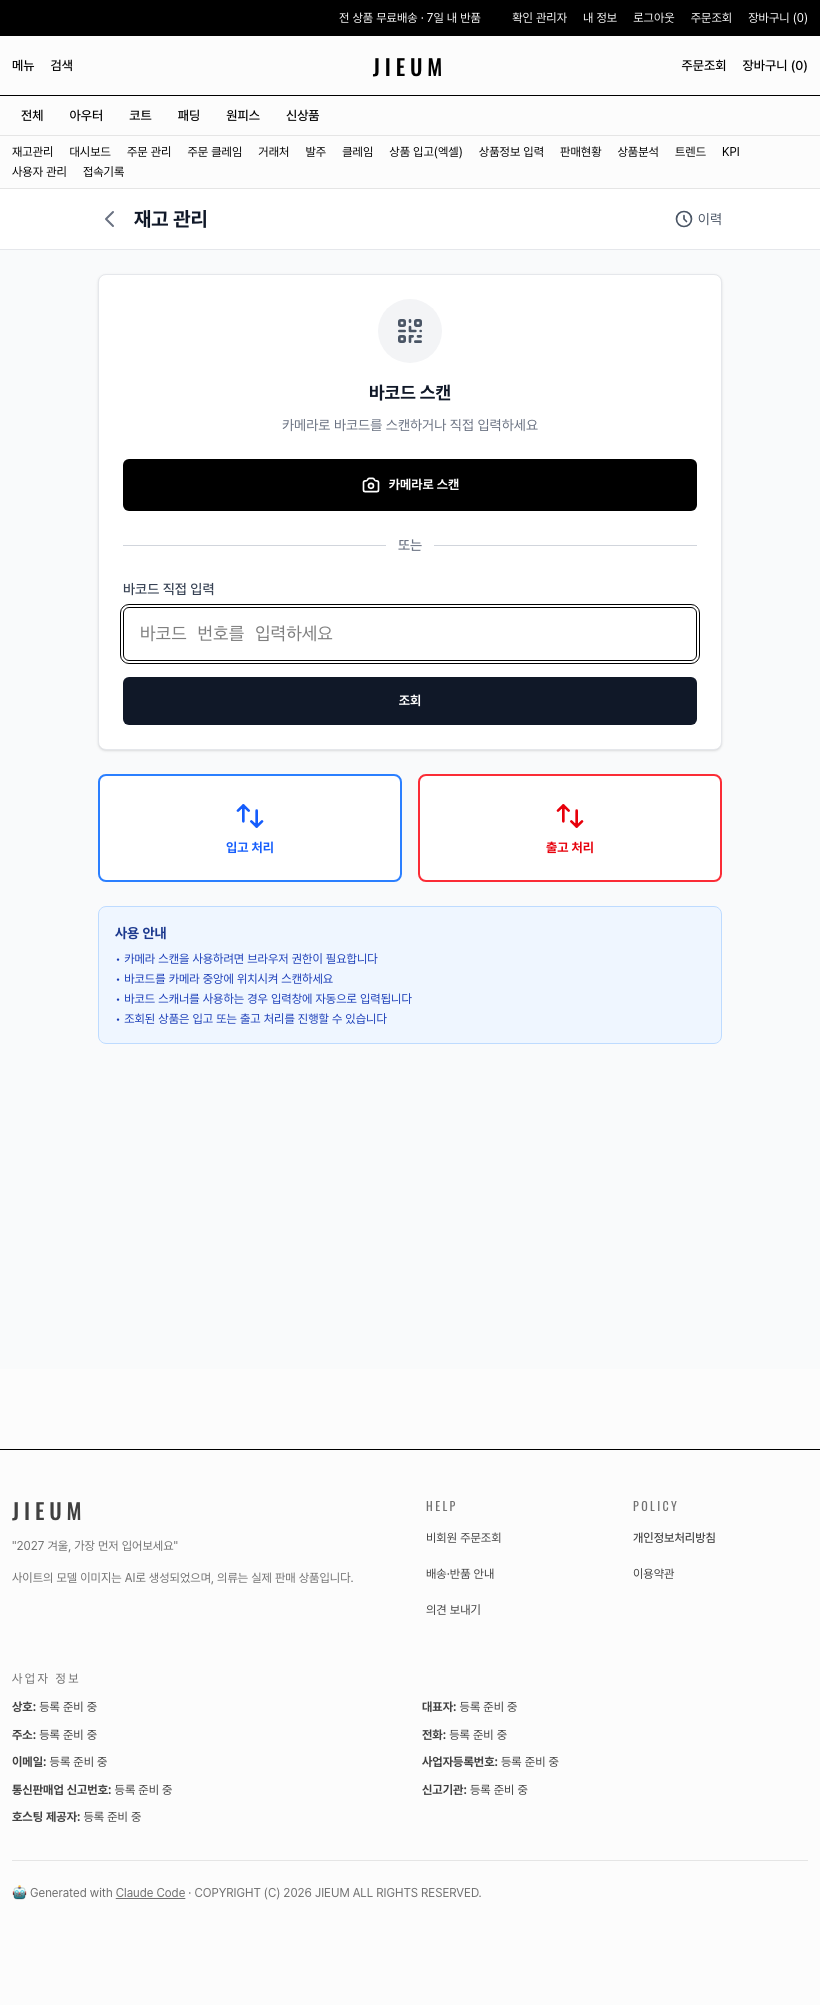 전 상품 무료배송 · 7일 내 반품 확인 관리자 내 정보 로그아웃 주문조회 장바구니 (0)
메뉴 검색 JIEUM 주문조회 장바구니 (0)
전체 아우터 코트 패딩 원피스 신상품
재고관리 대시보드 주문 관리 주문 클레임 거래처 발주 클레임 상품 입고(엑셀) 상품정보 입력 판매현황 상품분석 트렌드 KPI
사용자 관리 접속기록
재고 관리 이력
바코드 스캔
카메라로 바코드를 스캔하거나 직접 입력하세요
카메라로 스캔
또는
바코드 직접 입력
바코드 번호를 입력하세요
조회
입고 처리 출고 처리
사용 안내
• 카메라 스캔을 사용하려면 브라우저 권한이 필요합니다
• 바코드를 카메라 중앙에 위치시켜 스캔하세요
• 바코드 스캐너를 사용하는 경우 입력창에 자동으로 입력됩니다
• 조회된 상품은 입고 또는 출고 처리를 진행할 수 있습니다
JIEUM HELP POLICY
"2027 겨울, 가장 먼저 입어보세요" 비회원 주문조회 개인정보처리방침
사이트의 모델 이미지는 AI로 생성되었으며, 의류는 실제 판매 상품입니다. 배송·반품 안내 이용약관
의견 보내기
사업자 정보
상호: 등록 준비 중 대표자: 등록 준비 중
주소: 등록 준비 중 전화: 등록 준비 중
이메일: 등록 준비 중 사업자등록번호: 등록 준비 중
통신판매업 신고번호: 등록 준비 중 신고기관: 등록 준비 중
호스팅 제공자: 등록 준비 중
Generated with Claude Code · COPYRIGHT (C) 2026 JIEUM ALL RIGHTS RESERVED.